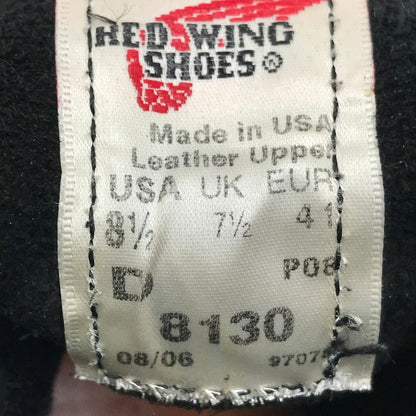 RED WING
SHOES®
Made in USA
Leather Upper
USA UK EUR
8½ 7½ 41
D P08
8130
08/06